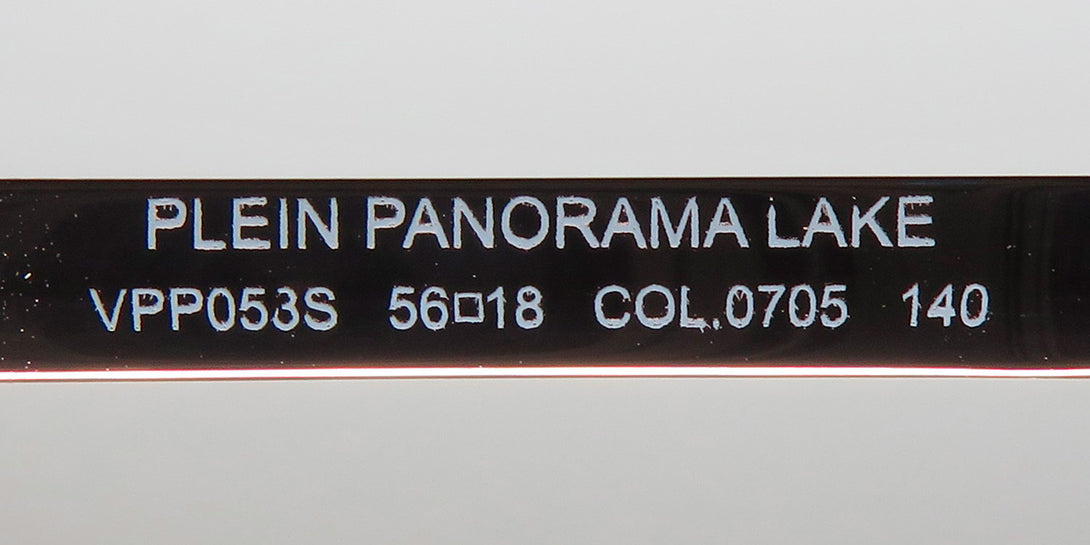 PLEIN PANORAMA LAKE
VPP053S 56□18 COL.0705 140